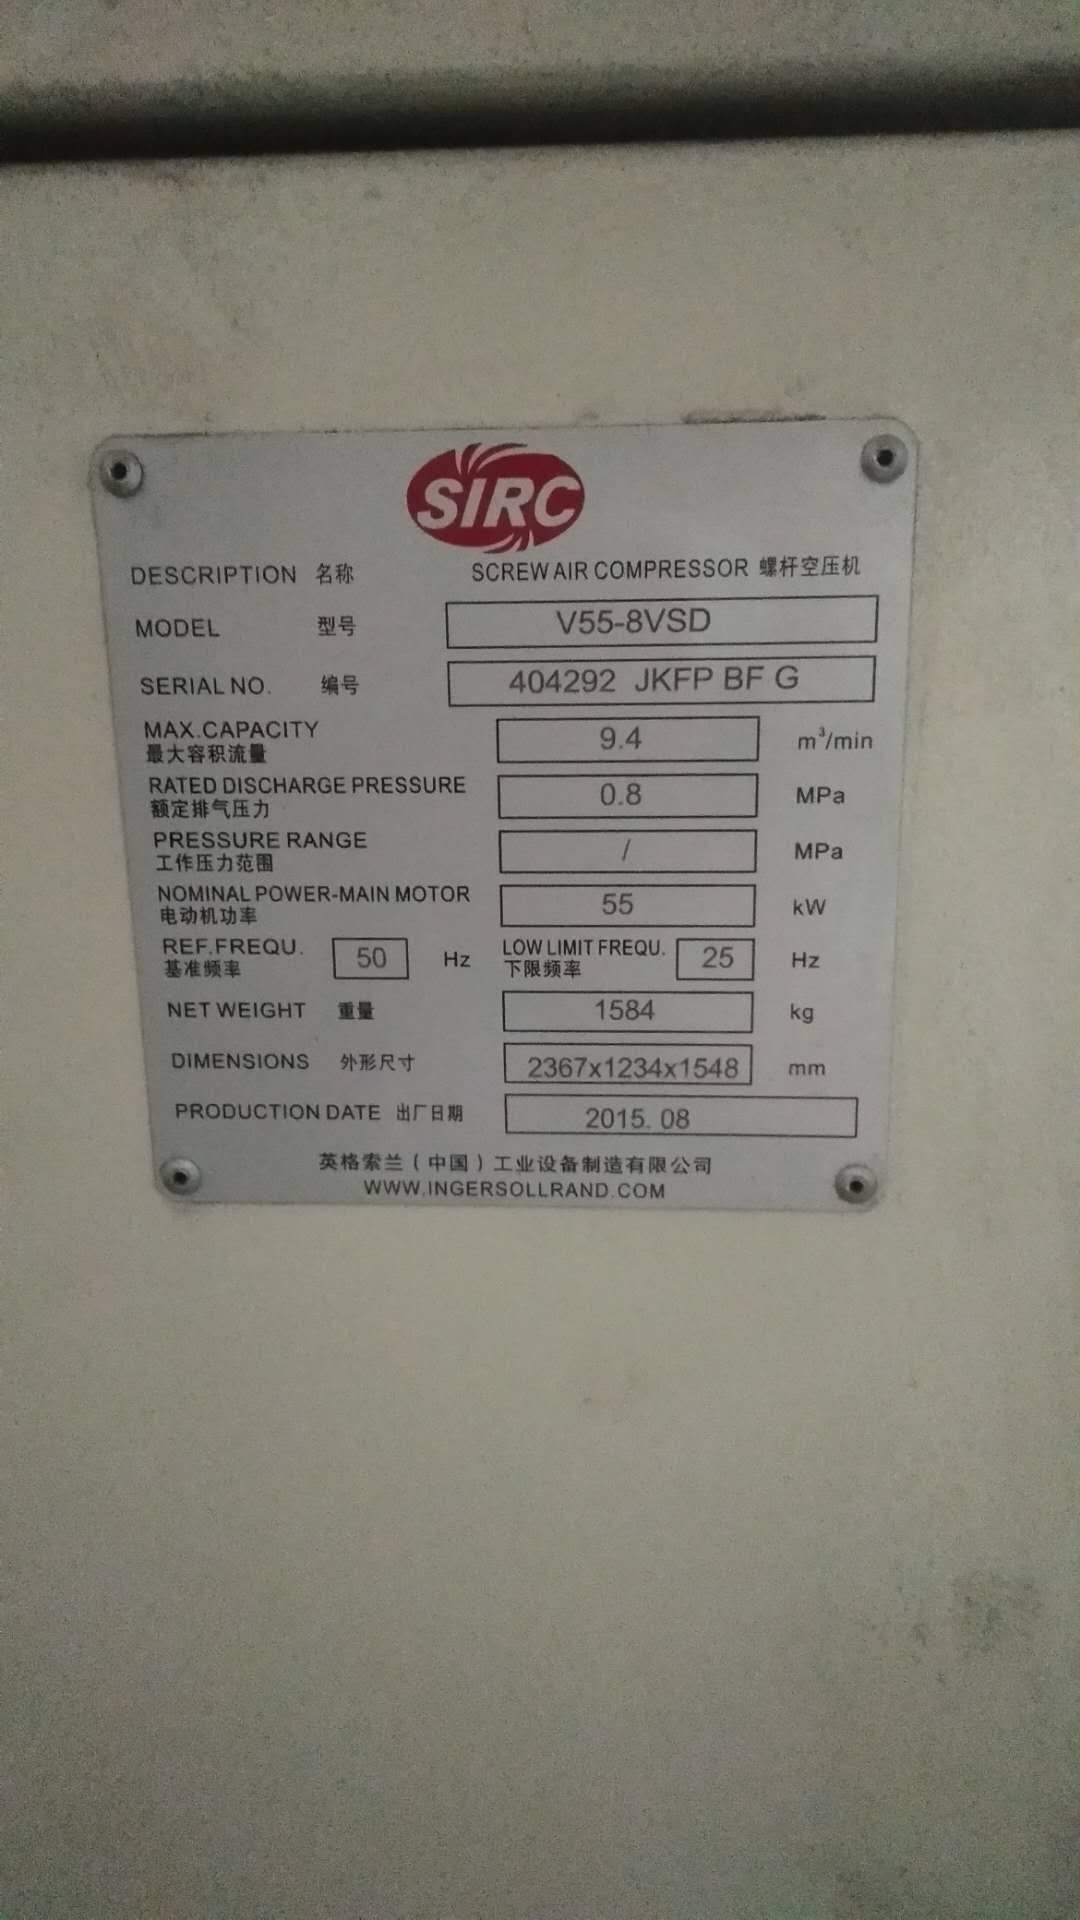 SIRC
DESCRIPTION 名称 SCREW AIR COMPRESSOR 螺杆空压机
MODEL 型号 V55-8VSD
SERIAL NO. 编号 404292 JKFP BF G
MAX.CAPACITY 9.4 m³/min
最大容积流量
RATED DISCHARGE PRESSURE 0.8 MPa
额定排气压力
PRESSURE RANGE / MPa
工作压力范围
NOMINAL POWER-MAIN MOTOR 55 kW
电动机功率
REF.FREQU. 50 Hz LOW LIMIT FREQU. 25 Hz
基准频率 下限频率
NET WEIGHT 重量 1584 kg
DIMENSIONS 外形尺寸 2367x1234x1548 mm
PRODUCTION DATE 出厂日期 2015. 08
英格索兰（中国）工业设备制造有限公司
WWW.INGERSOLLRAND.COM